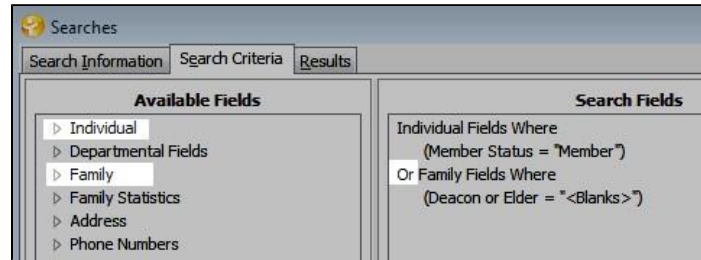 Searches
Search Information Search Criteria Results
Available Fields
Individual
Departmental Fields
Family
Family Statistics
Address
Phone Numbers
Search Fields
Individual Fields Where
(Member Status = "Member")
Or Family Fields Where
(Deacon or Elder = "<Blanks>")